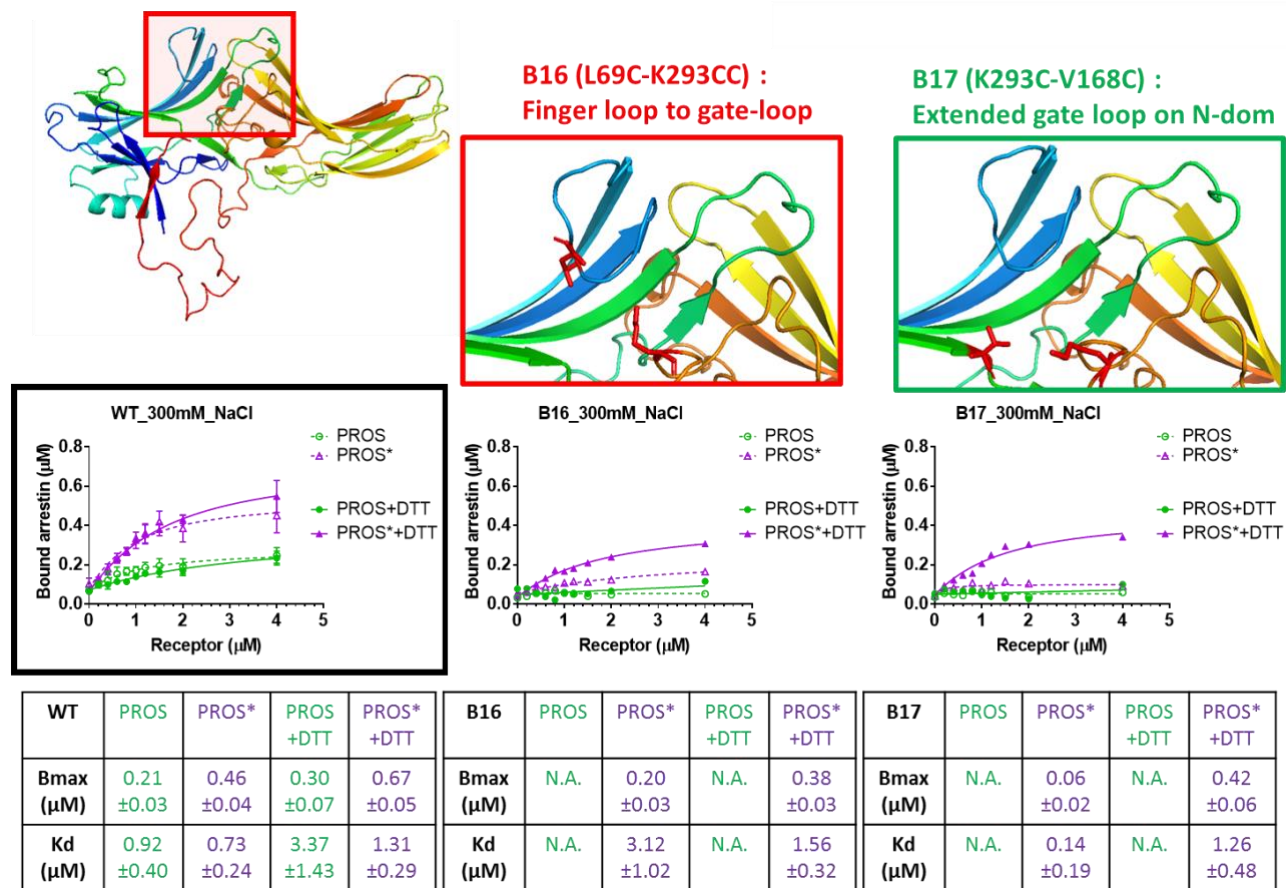 B16 (L69C-K293CC) :
Finger loop to gate-loop
B17 (K293C-V168C) :
Extended gate loop on N-dom
WT_300mM_NaCl
0.8
0.6
0.4
0.2
0.0
Bound arrestin (μM)
0 1 2 3 4 5
Receptor (μM)
PROS
PROS*
PROS+DTT
PROS*+DTT
B16_300mM_NaCl
0.8
0.6
0.4
0.2
0.0
Bound arrestin (μM)
0 1 2 3 4 5
Receptor (μM)
PROS
PROS*
PROS+DTT
PROS*+DTT
B17_300mM_NaCl
0.8
0.6
0.4
0.2
0.0
Bound arrestin (μM)
0 1 2 3 4 5
Receptor (μM)
PROS
PROS*
PROS+DTT
PROS*+DTT
WT PROS PROS* PROS +DTT PROS* +DTT
Bmax (μM) 0.21 ±0.03 0.46 ±0.04 0.30 ±0.07 0.67 ±0.05
Kd (μM) 0.92 ±0.40 0.73 ±0.24 3.37 ±1.43 1.31 ±0.29
B16 PROS PROS* PROS +DTT PROS* +DTT
Bmax (μM) N.A. 0.20 ±0.03 N.A. 0.38 ±0.03
Kd (μM) N.A. 3.12 ±1.02 N.A. 1.56 ±0.32
B17 PROS PROS* PROS +DTT PROS* +DTT
Bmax (μM) N.A. 0.06 ±0.02 N.A. 0.42 ±0.06
Kd (μM) N.A. 0.14 ±0.19 N.A. 1.26 ±0.48